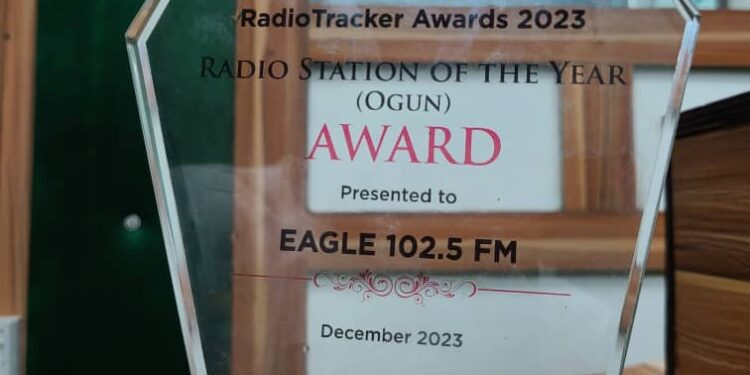 RadioTracker Awards 2023
RADIO STATION OF THE YEAR
(OGUN)
AWARD
Presented to
EAGLE 102.5 FM
December 2023